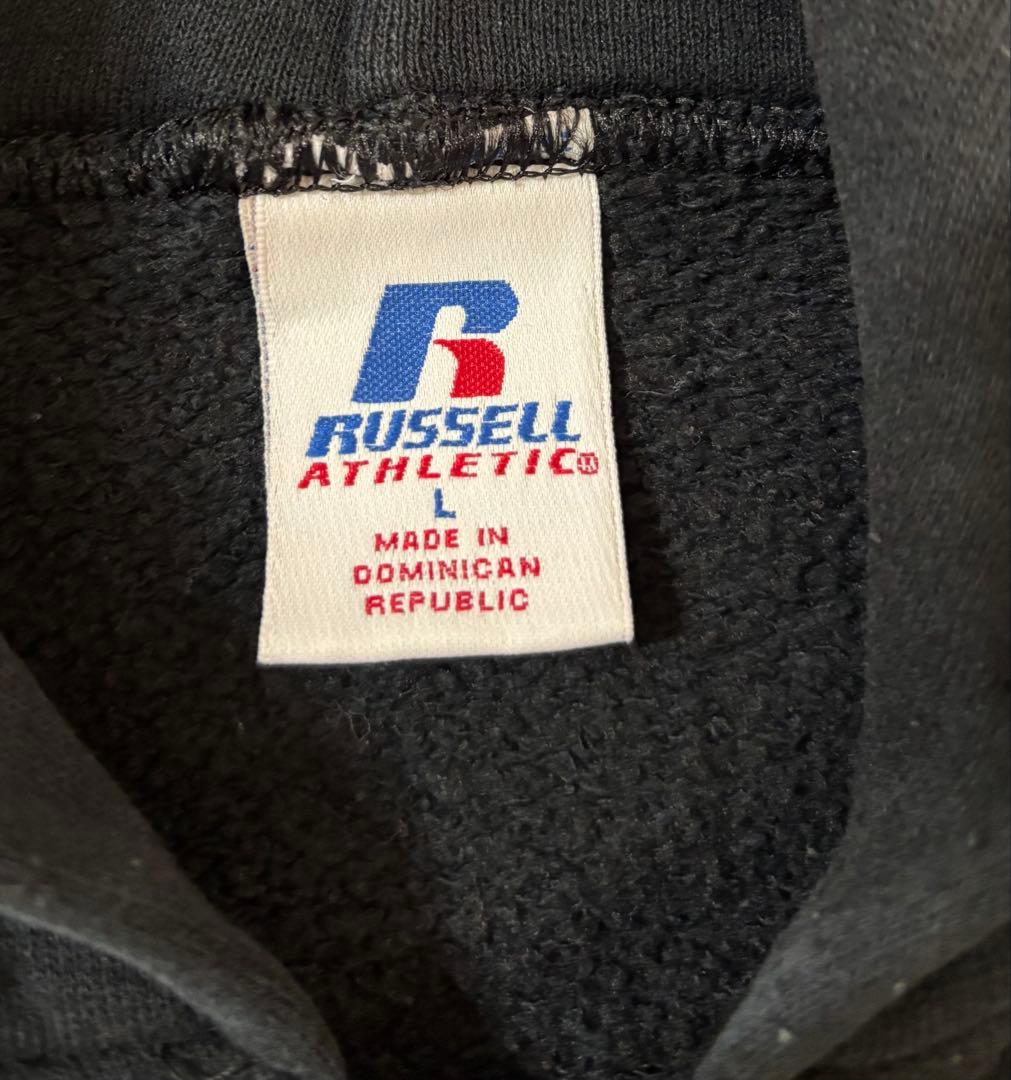 R
RUSSELL
ATHLETIC®
L
MADE IN
DOMINICAN
REPUBLIC